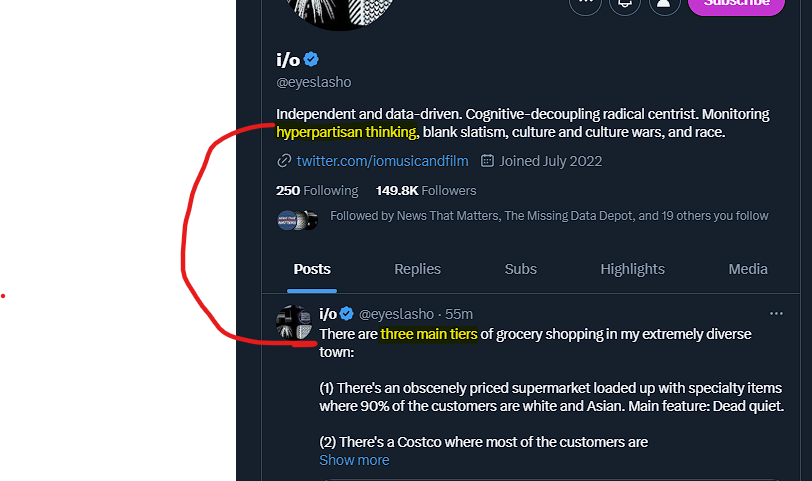 Subscribe
i/o
@eyeslasho
Independent and data-driven. Cognitive-decoupling radical centrist. Monitoring
hyperpartisan thinking, blank slatism, culture and culture wars, and race.
twitter.com/iomusicandfilm Joined July 2022
250 Following 149.8K Followers
Followed by News That Matters, The Missing Data Depot, and 19 others you follow
Posts Replies Subs Highlights Media
i/o @eyeslasho · 55m
There are three main tiers of grocery shopping in my extremely diverse
town:
(1) There's an obscenely priced supermarket loaded up with specialty items
where 90% of the customers are white and Asian. Main feature: Dead quiet.
(2) There's a Costco where most of the customers are
Show more